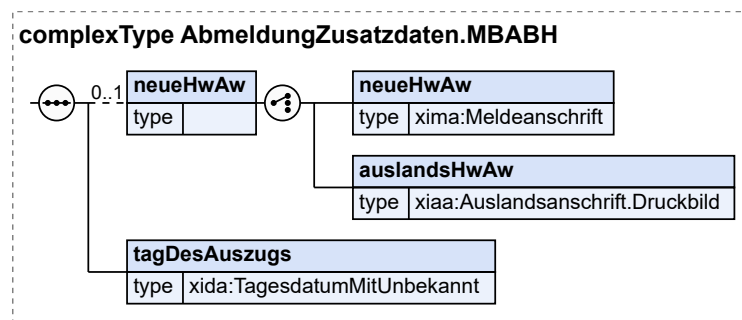 complexType AbmeldungZusatzdaten.MBABH
0..1
neueHwAw
type
neueHwAw
type xima:Meldeanschrift
auslandsHwAw
type xiaa:Auslandsanschrift.Druckbild
tagDesAuszugs
type xida:TagesdatumMitUnbekannt